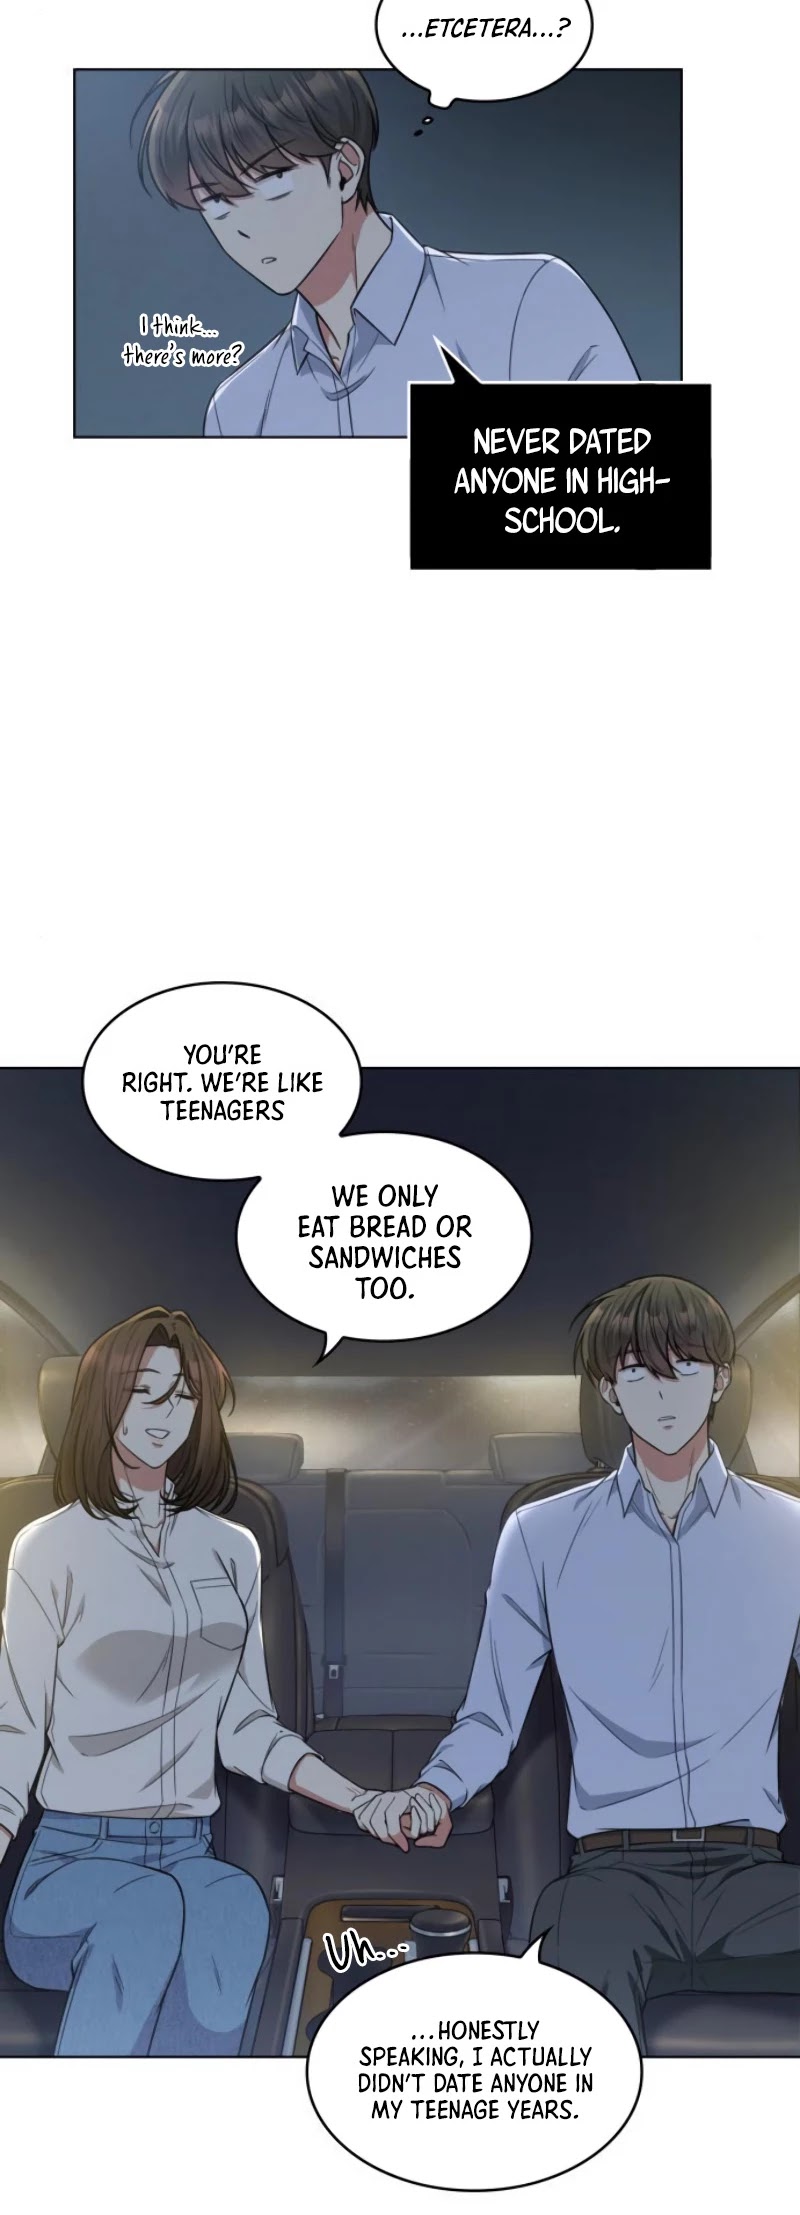 ...ETCETERA...?
I think...
there's more?
NEVER DATED
ANYONE IN HIGH-
SCHOOL.
YOU'RE
RIGHT. WE'RE LIKE
TEENAGERS
WE ONLY
EAT BREAD OR
SANDWICHES
TOO.
Uh...
...HONESTLY
SPEAKING, I ACTUALLY
DIDN'T DATE ANYONE IN
MY TEENAGE YEARS.